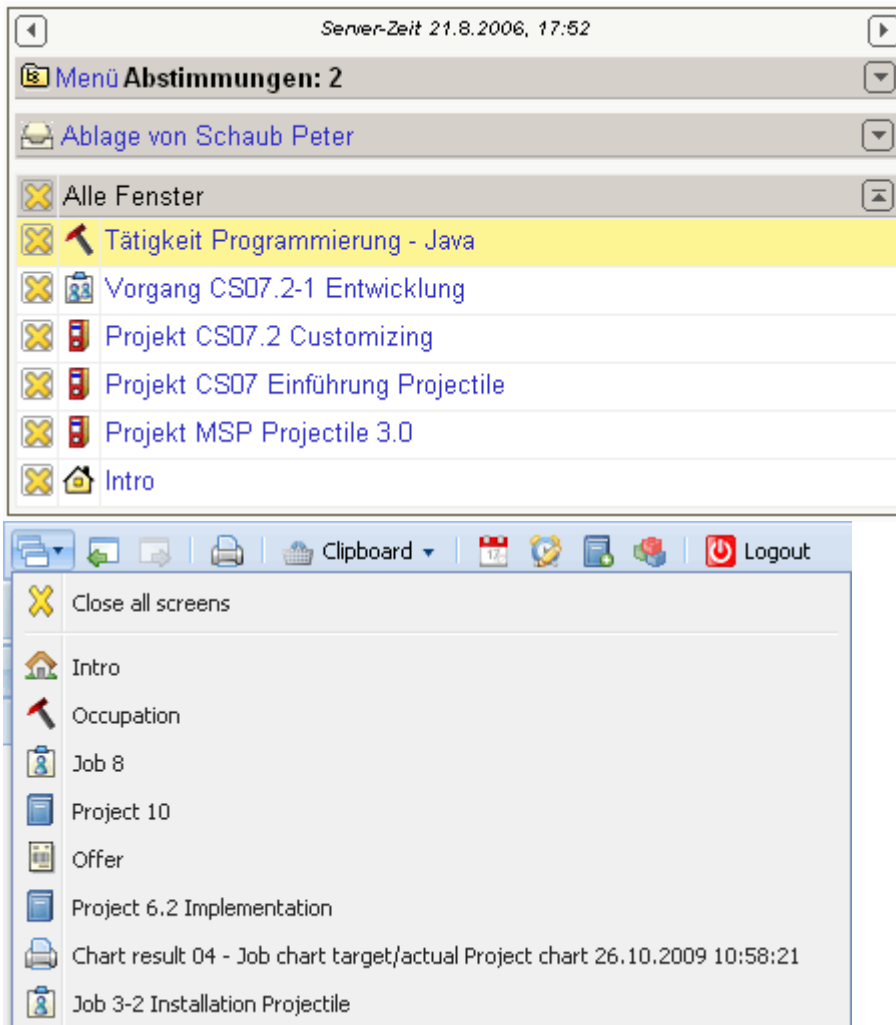 Server-Zeit 21.8.2006, 17:52
Menü Abstimmungen: 2
Ablage von Schaub Peter
Alle Fenster
Tätigkeit Programmierung - Java
Vorgang CS07.2-1 Entwicklung
Projekt CS07.2 Customizing
Projekt CS07 Einführung Projectile
Projekt MSP Projectile 3.0
Intro
Clipboard 17 Logout
Close all screens
Intro
Occupation
Job 8
Project 10
Offer
Project 6.2 Implementation
Chart result 04 - Job chart target/actual Project chart 26.10.2009 10:58:21
Job 3-2 Installation Projectile